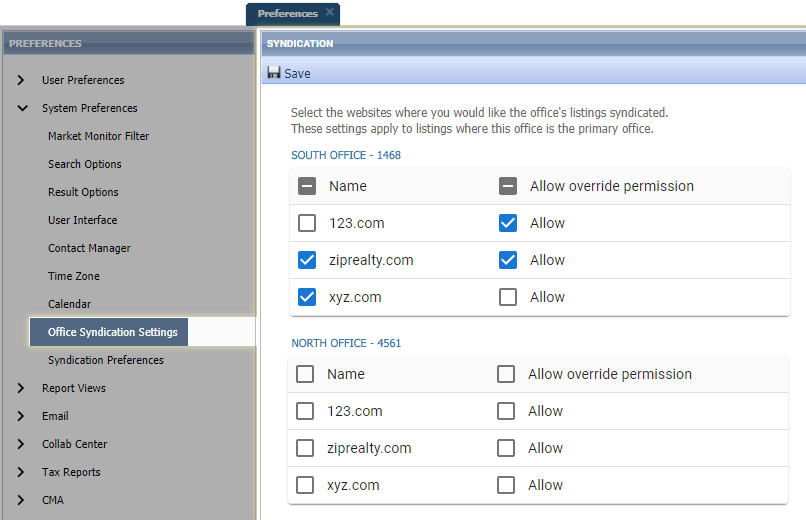 Preferences
PREFERENCES
User Preferences
System Preferences
Market Monitor Filter
Search Options
Result Options
User Interface
Contact Manager
Time Zone
Calendar
Office Syndication Settings
Syndication Preferences
Report Views
Email
Collab Center
Tax Reports
CMA
SYNDICATION
Save
Select the websites where you would like the office's listings syndicated.
These settings apply to listings where this office is the primary office.
SOUTH OFFICE - 1468
Name Allow override permission
123.com Allow
ziprealty.com Allow
xyz.com Allow
NORTH OFFICE - 4561
Name Allow override permission
123.com Allow
ziprealty.com Allow
xyz.com Allow